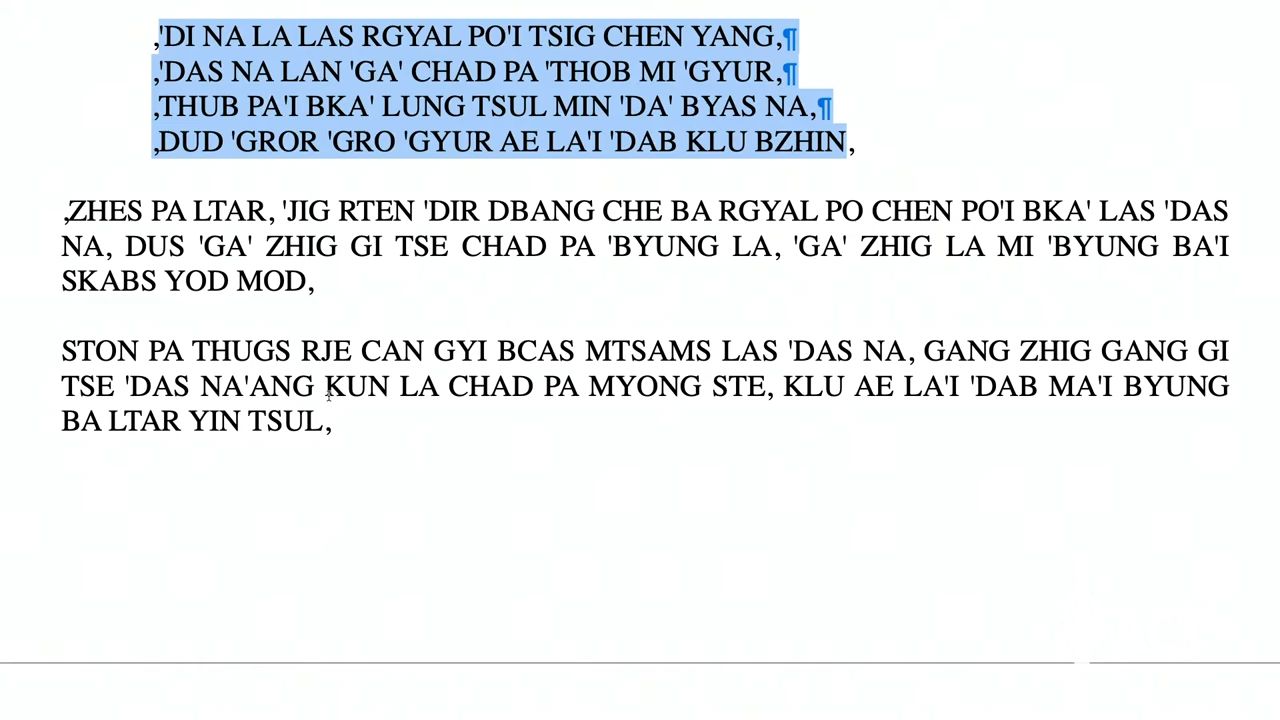 ,'DI NA LA LAS RGYAL PO'I TSIG CHEN YANG,¶
,'DAS NA LAN 'GA' CHAD PA 'THOB MI 'GYUR,¶
,THUB PA'I BKA' LUNG TSUL MIN 'DA' BYAS NA,¶
,DUD 'GROR 'GRO 'GYUR AE LA'I 'DAB KLU BZHIN,
,ZHES PA LTAR, 'JIG RTEN 'DIR DBANG CHE BA RGYAL PO CHEN PO'I BKA' LAS 'DAS
NA, DUS 'GA' ZHIG GI TSE CHAD PA 'BYUNG LA, 'GA' ZHIG LA MI 'BYUNG BA'I
SKABS YOD MOD,
STON PA THUGS RJE CAN GYI BCAS MTSAMS LAS 'DAS NA, GANG ZHIG GANG GI
TSE 'DAS NA'ANG KUN LA CHAD PA MYONG STE, KLU AE LA'I 'DAB MA'I BYUNG
BA LTAR YIN TSUL,